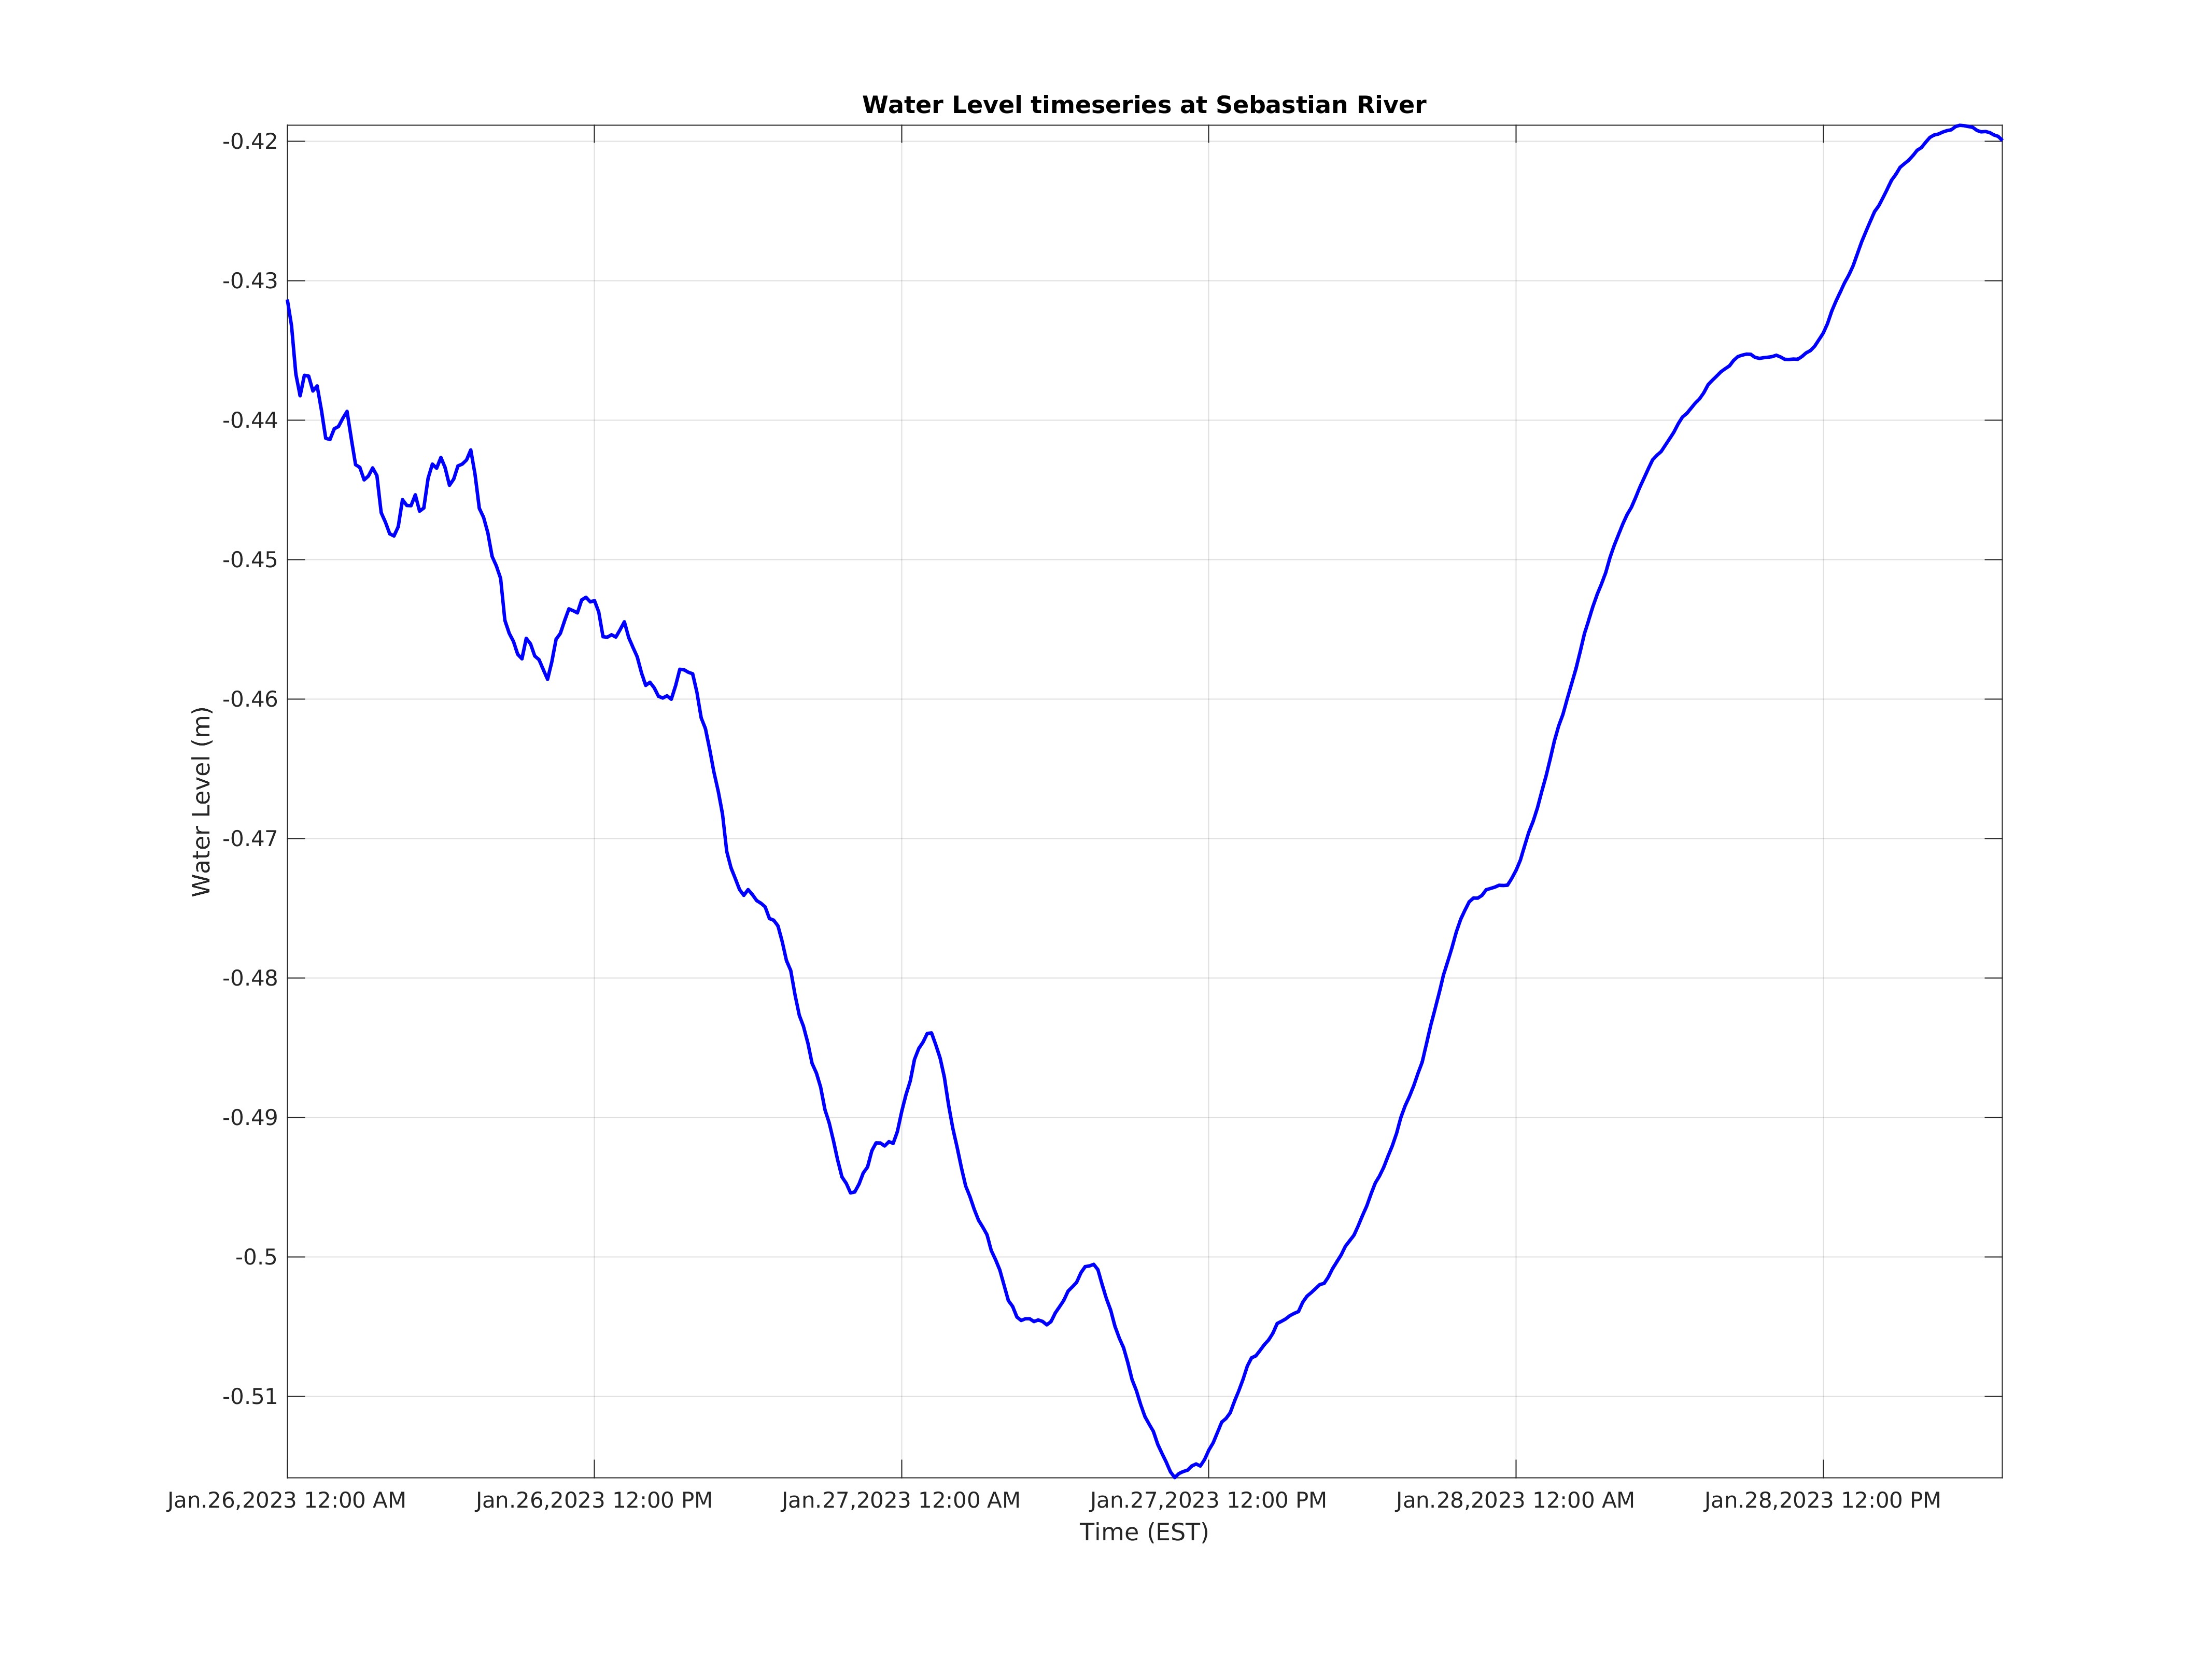 Water Level timeseries at Sebastian River
-0.42
-0.43
-0.44
-0.45
-0.46
-0.47
-0.48
-0.49
-0.5
-0.51
Water Level (m)
Jan.26,2023 12:00 AM
Jan.26,2023 12:00 PM
Jan.27,2023 12:00 AM
Jan.27,2023 12:00 PM
Jan.28,2023 12:00 AM
Jan.28,2023 12:00 PM
Time (EST)